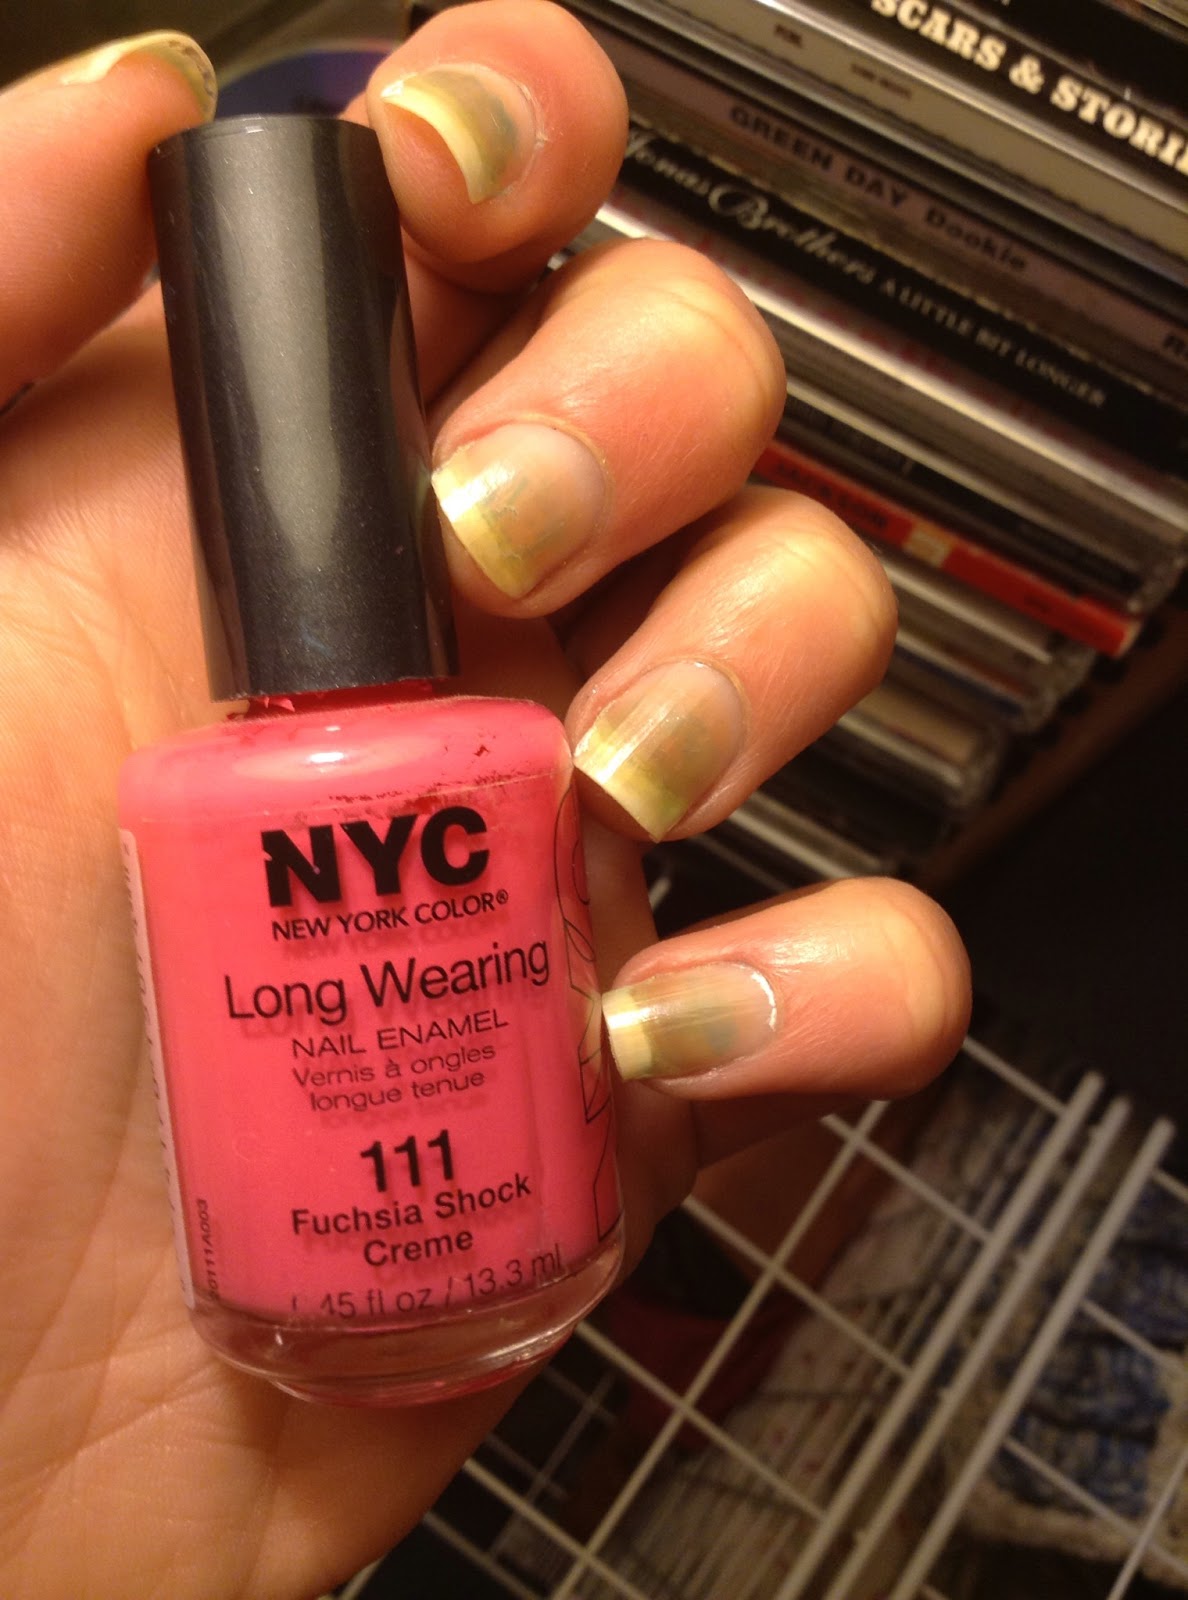 SCARS & STORIE
GREEN DAY Dookie
Jonas Brothers A LITTLE BIT LONGER
NYC
NEW YORK COLOR®
Long Wearing
NAIL ENAMEL
Vernis à ongles
longue tenue
111
Fuchsia Shock
Creme
.45 fl oz / 13.3 ml